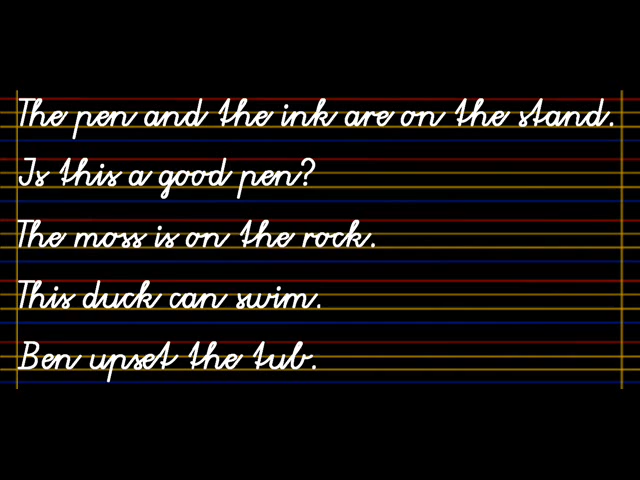 The pen and the ink are on the stand.
Is this a good pen?
The moss is on the rock.
This duck can swim.
Ben upset the tub.